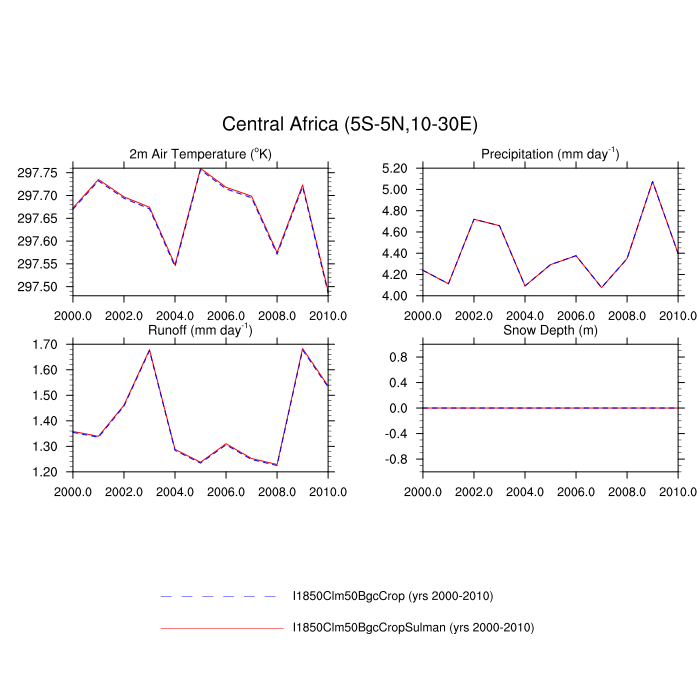 Central Africa (5S-5N,10-30E)
2m Air Temperature (°K)
297.75
297.70
297.65
297.60
297.55
297.50
2000.0 2002.0 2004.0 2006.0 2008.0 2010.0
Precipitation (mm day⁻¹)
5.20
5.00
4.80
4.60
4.40
4.20
4.00
2000.0 2002.0 2004.0 2006.0 2008.0 2010.0
Runoff (mm day⁻¹)
1.70
1.60
1.50
1.40
1.30
1.20
2000.0 2002.0 2004.0 2006.0 2008.0 2010.0
Snow Depth (m)
0.8
0.4
0.0
-0.4
-0.8
2000.0 2002.0 2004.0 2006.0 2008.0 2010.0
I1850Clm50BgcCrop (yrs 2000-2010)
I1850Clm50BgcCropSulman (yrs 2000-2010)